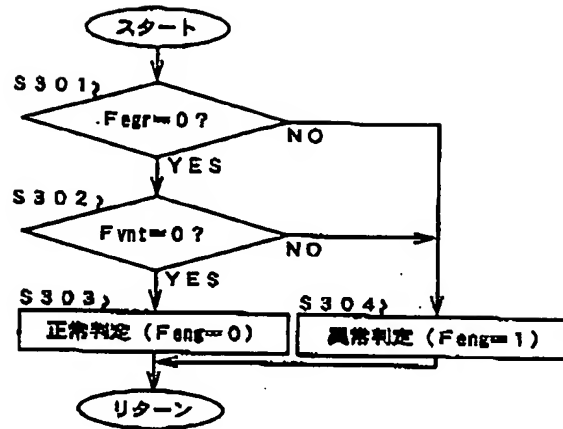 スタート
S301
Fegr=0?
NO
YES
S302
Fvnt=0?
NO
YES
S303
S304
正常判定(Feng=0)
異常判定(Feng=1)
リターン